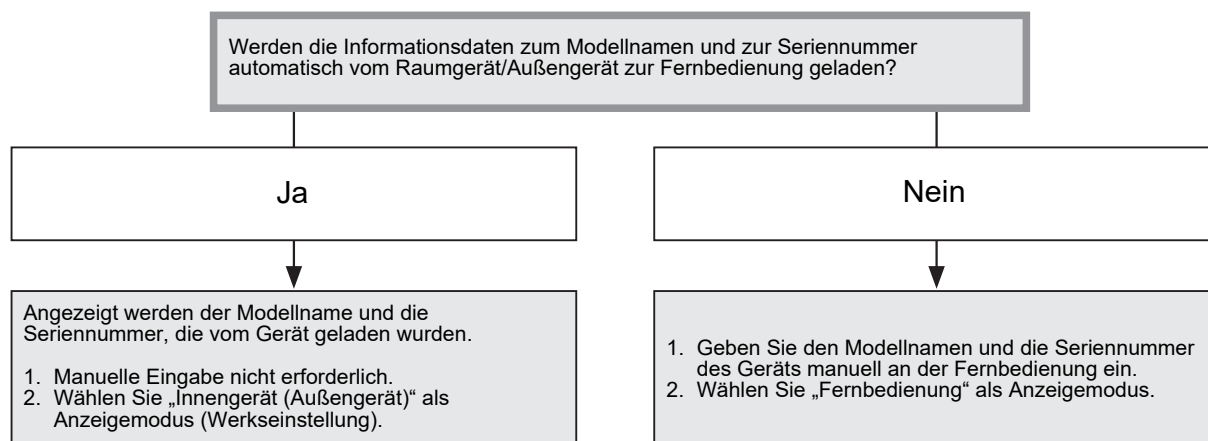 Werden die Informationsdaten zum Modellnamen und zur Seriennummer
automatisch vom Raumgerät/Außengerät zur Fernbedienung geladen?
Ja
Nein
Angezeigt werden der Modellname und die
Seriennummer, die vom Gerät geladen wurden.
1. Manuelle Eingabe nicht erforderlich.
2. Wählen Sie „Innengerät (Außengerät)“ als
Anzeigemodus (Werkseinstellung).
1. Geben Sie den Modellnamen und die Seriennummer
des Geräts manuell an der Fernbedienung ein.
2. Wählen Sie „Fernbedienung“ als Anzeigemodus.